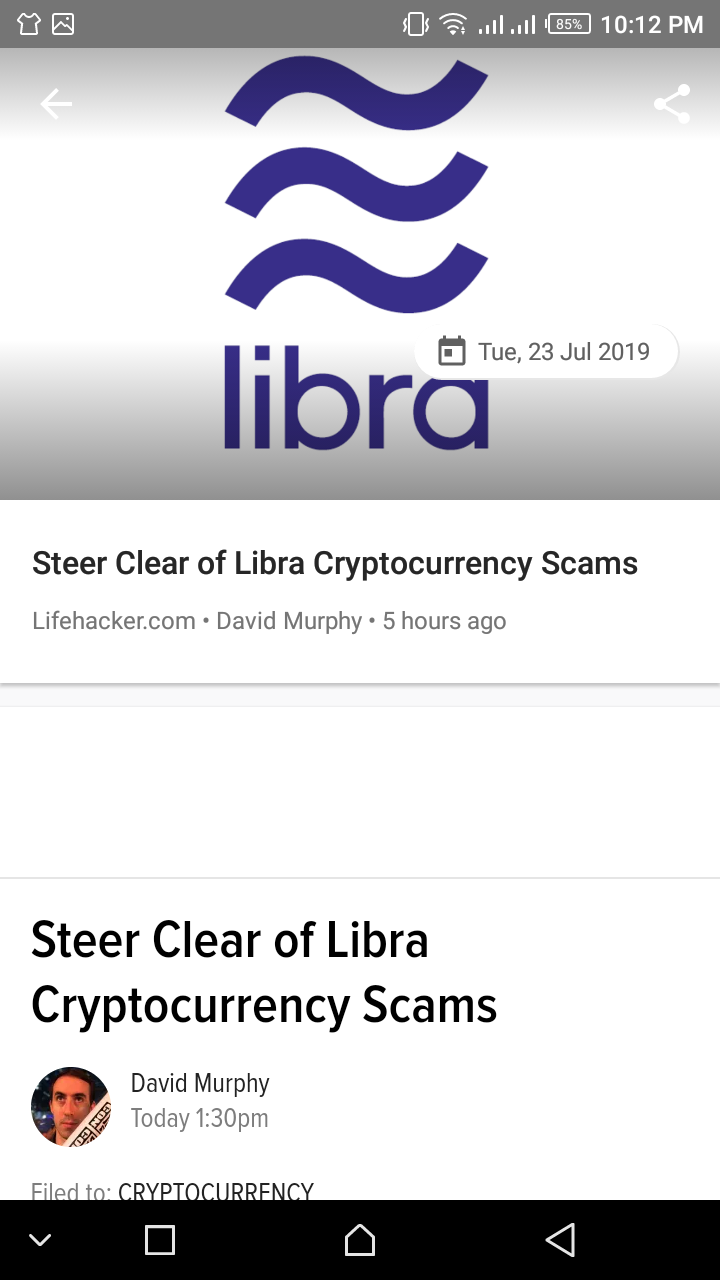 85% 10:12 PM
libra
Tue, 23 Jul 2019
Steer Clear of Libra Cryptocurrency Scams
Lifehacker.com • David Murphy • 5 hours ago
Steer Clear of Libra
Cryptocurrency Scams
David Murphy
Today 1:30pm
Filed to: CRYPTOCURRENCY